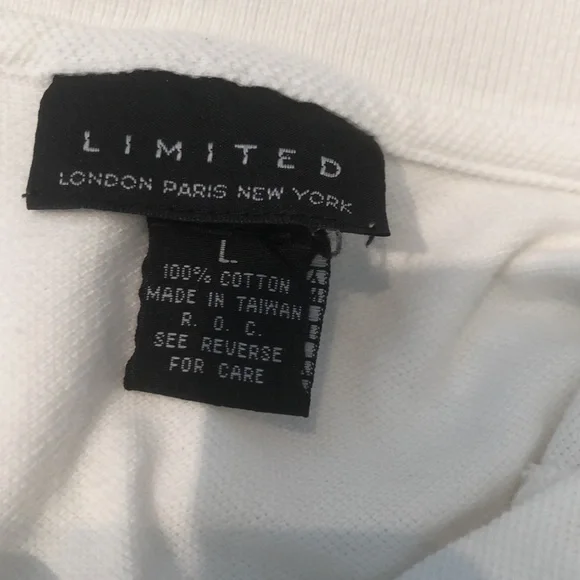 LIMITED
LONDON PARIS NEW YORK
L
100% COTTON
MADE IN TAIWAN
R. O. C.
SEE REVERSE
FOR CARE